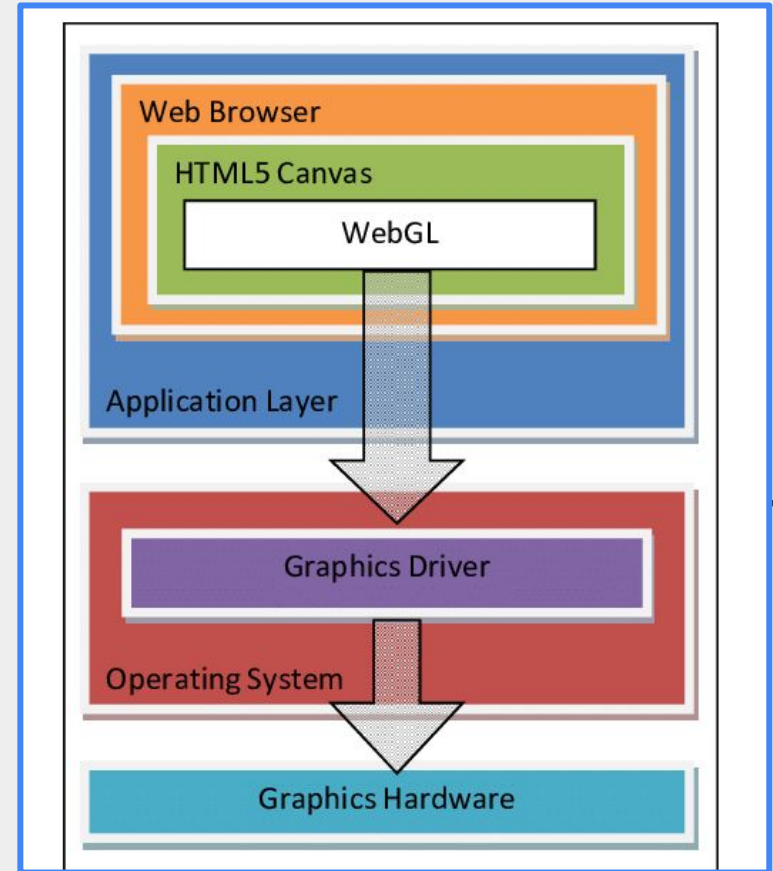 Web Browser
HTML5 Canvas
WebGL
Application Layer
Graphics Driver
Operating System
Graphics Hardware